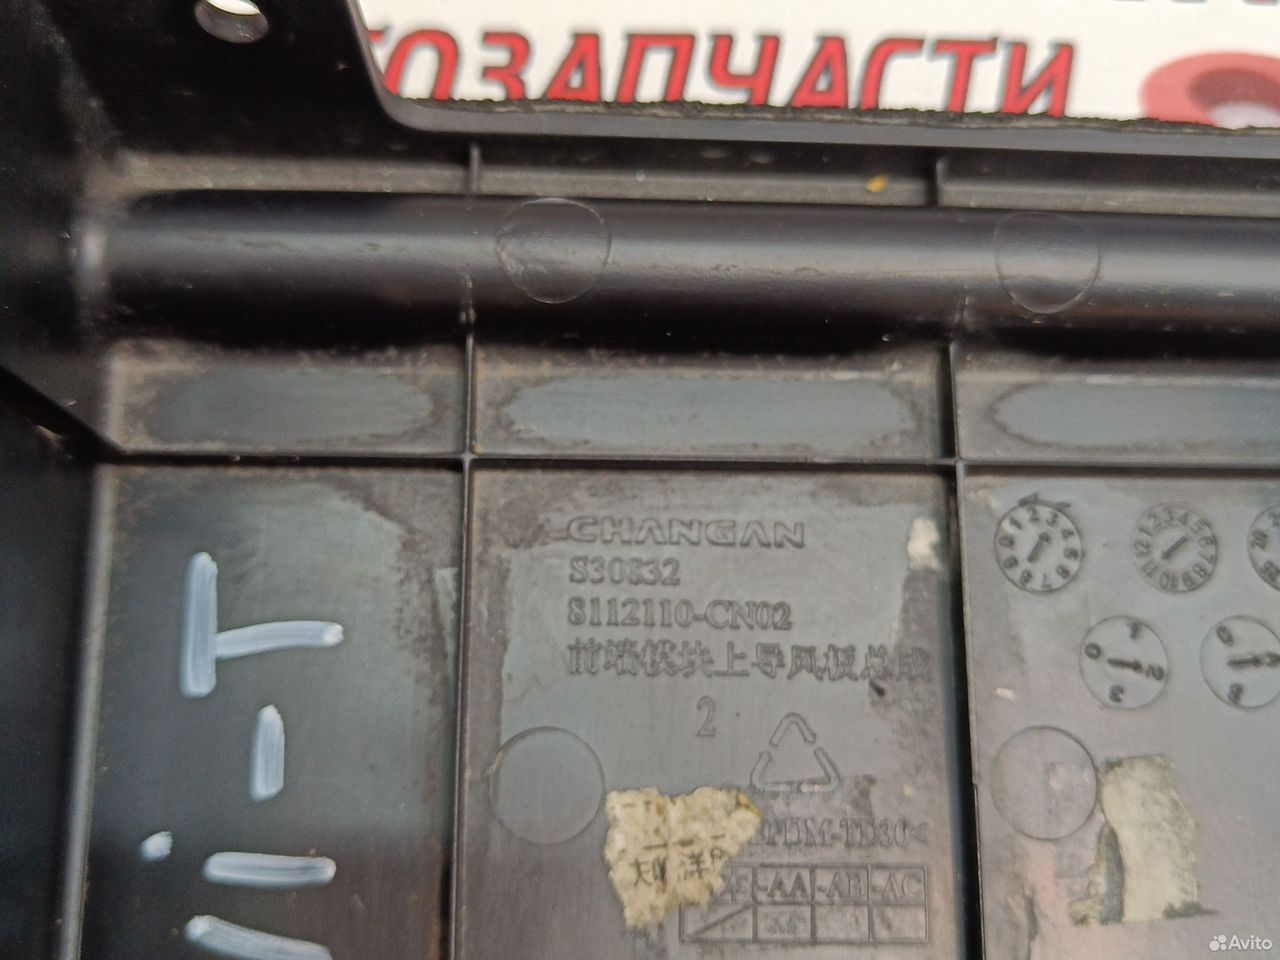 ОЗАПЧАСТИ
CHANGAN
S30832
8112110-CN02
前端模块上导风板总成
2
EPDM-TD30<
-AA -AB -AC
Avito